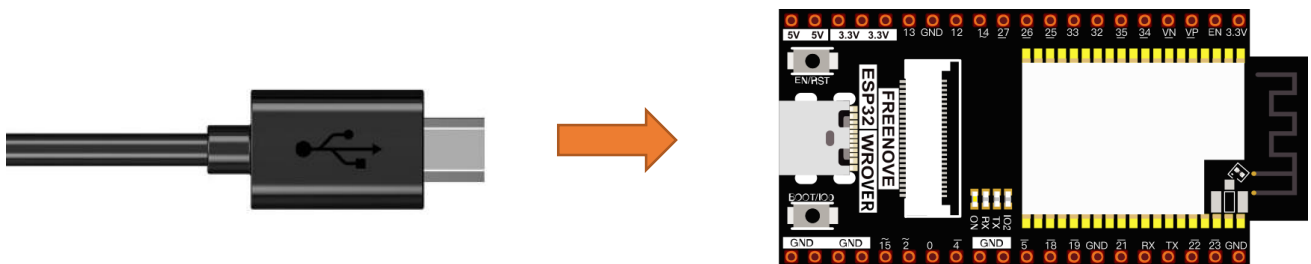 5V 5V 3.3V 3.3V 13 GND 12 14 27 26 25 33 32 35 34 VN VP EN 3.3V
EN/RST
ESP32 WROVER
FREENOVE
BOOT/IO0
ON RX TX IO2
GND GND 15 2 0 4 GND 5 18 19 GND 21 RX TX 22 23 GND